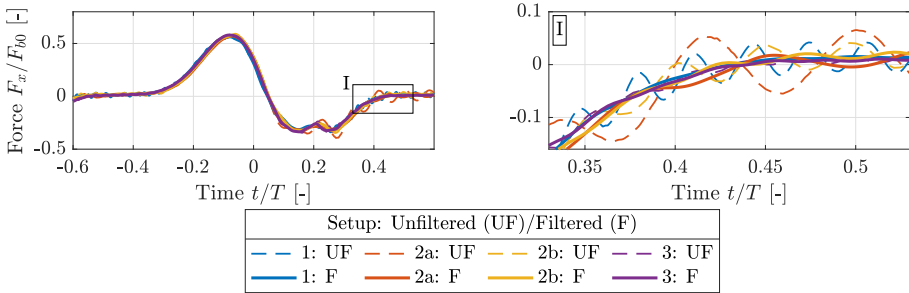 Force F_x/F_{b0} [-]
0.5
0
-0.5
I
-0.6 -0.4 -0.2 0 0.2 0.4
Time t/T [-]
I
0
-0.1
0.35 0.4 0.45 0.5
Time t/T [-]
Setup: Unfiltered (UF)/Filtered (F)
1: UF 2a: UF 2b: UF 3: UF
1: F 2a: F 2b: F 3: F